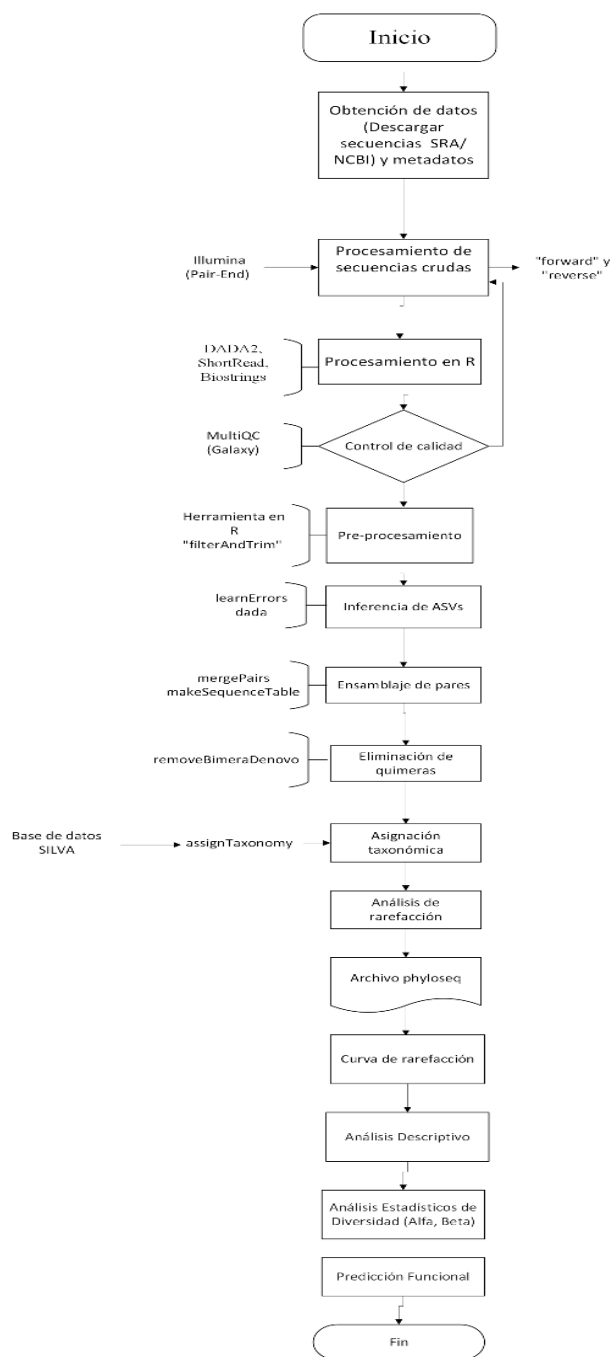 Inicio
Obtención de datos
(Descargar
secuencias SRA/
NCBI) y metadatos
Illumina
(Pair-End)
Procesamiento de
secuencias crudas
"forward" y
"reverse"
DADA2,
ShortRead,
Biostrings
Procesamiento en R
MultiQC
(Galaxy)
Control de calidad
Herramienta en
R
"filterAndTrim"
Pre-procesamiento
learnErrors
dada
Inferencia de ASVs
mergePairs
makeSequenceTable
Ensamblaje de pares
removeBimeraDenovo
Eliminación de
quimeras
Base de datos
SILVA
assignTaxonomy
Asignación
taxonómica
Análisis de
rarefacción
Archivo phyloseq
Curva de rarefacción
Análisis Descriptivo
Análisis Estadísticos de
Diversidad (Alfa, Beta)
Predicción Funcional
Fin